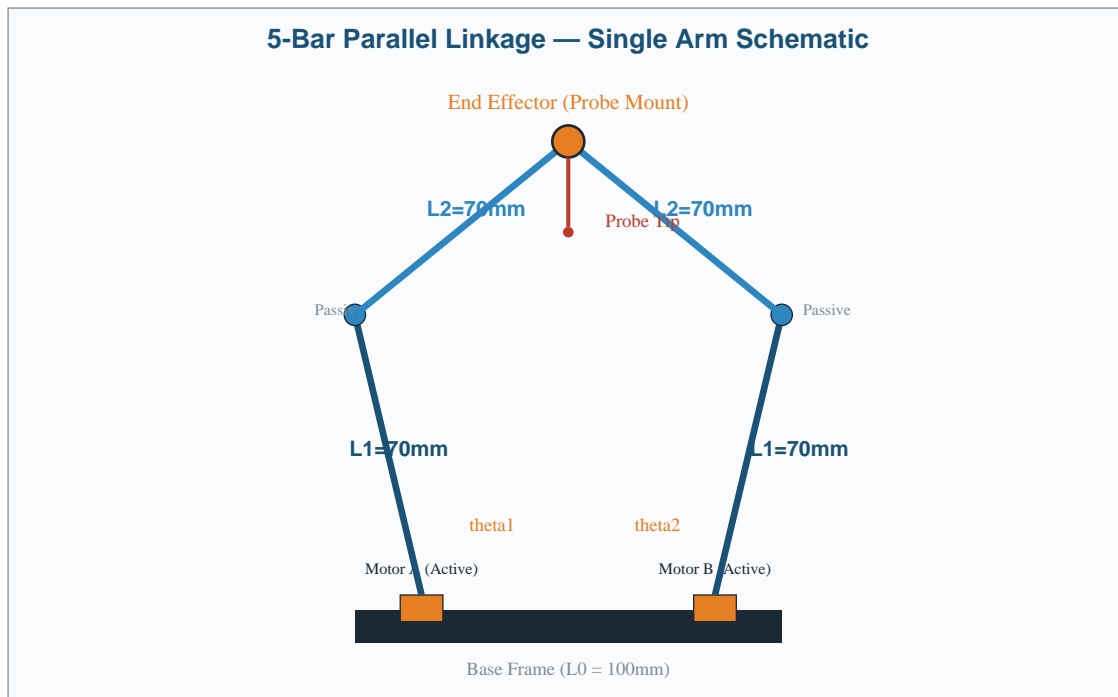 5-Bar Parallel Linkage — Single Arm Schematic
End Effector (Probe Mount)
L2=70mm
L2=70mm
Probe Tip
Passiv
Passive
L1=70mm
L1=70mm
theta1
theta2
Motor A (Active)
Motor B (Active)
Base Frame (L0 = 100mm)